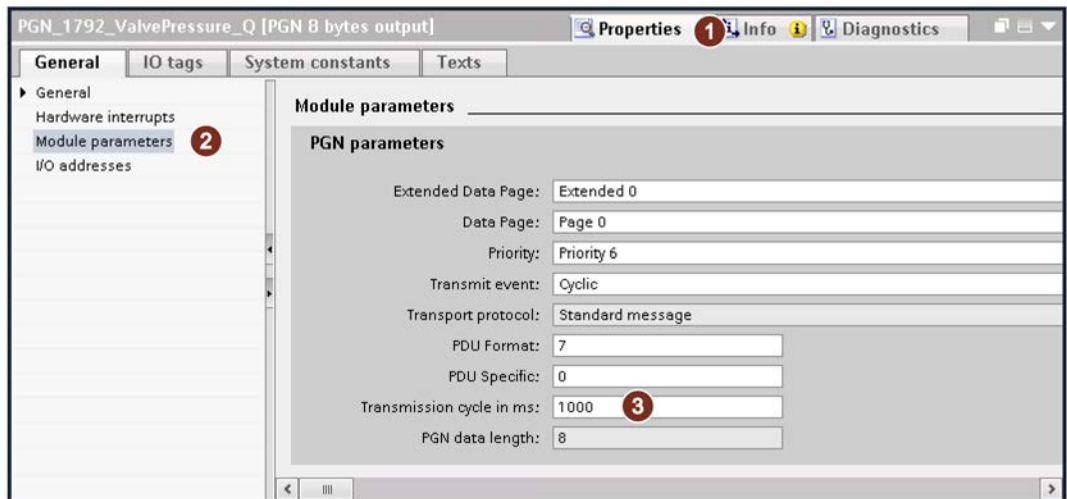 PGN_1792_ValvePressure_Q [PGN 8 bytes output] Properties 1 Info Diagnostics
General IO tags System constants Texts
General
Hardware interrupts
Module parameters 2
I/O addresses
Module parameters
PGN parameters
Extended Data Page: Extended 0
Data Page: Page 0
Priority: Priority 6
Transmit event: Cyclic
Transport protocol: Standard message
PDU Format: 7
PDU Specific: 0
Transmission cycle in ms: 1000 3
PGN data length: 8